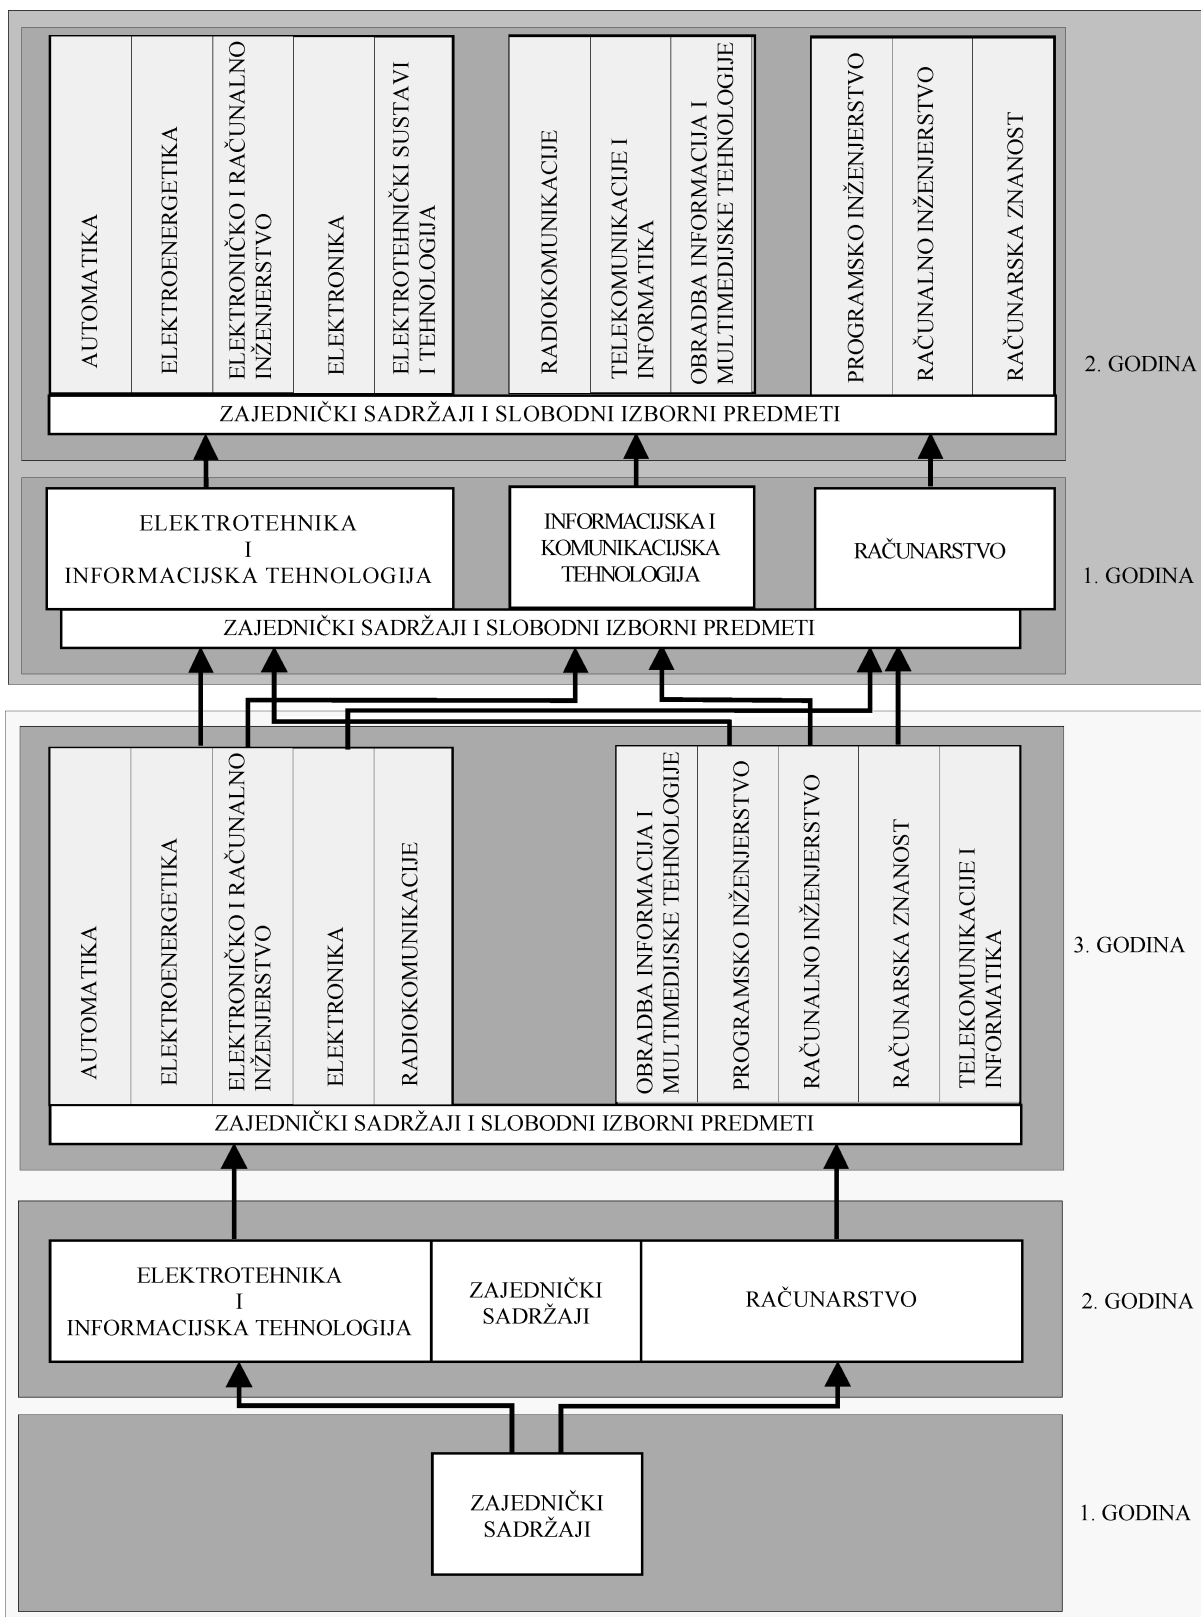 AUTOMATIKA
ELEKTROENERGETIKA
ELEKTRONIČKO I RAČUNALNO
INŽENJERSTVO
ELEKTRONIKA
ELEKTROTEHNIČKI SUSTAVI
I TEHNOLOGIJA
RADIOKOMUNIKACIJE
TELEKOMUNIKACIJE I
INFORMATIKA
OBRADBA INFORMACIJA I
MULTIMEDIJSKE TEHNOLOGIJE
PROGRAMSKO INŽENJERSTVO
RAČUNALNO INŽENJERSTVO
RAČUNARSKA ZNANOST
2. GODINA
ZAJEDNIČKI SADRŽAJI I SLOBODNI IZBORNI PREDMETI
ELEKTROTEHNIKA
I
INFORMACIJSKA TEHNOLOGIJA
INFORMACIJSKA I
KOMUNIKACIJSKA
TEHNOLOGIJA
RAČUNARSTVO
1. GODINA
ZAJEDNIČKI SADRŽAJI I SLOBODNI IZBORNI PREDMETI
AUTOMATIKA
ELEKTROENERGETIKA
ELEKTRONIČKO I RAČUNALNO
INŽENJERSTVO
ELEKTRONIKA
RADIOKOMUNIKACIJE
OBRADBA INFORMACIJA I
MULTIMEDIJSKE TEHNOLOGIJE
PROGRAMSKO INŽENJERSTVO
RAČUNALNO INŽENJERSTVO
RAČUNARSKA ZNANOST
TELEKOMUNIKACIJE I
INFORMATIKA
3. GODINA
ZAJEDNIČKI SADRŽAJI I SLOBODNI IZBORNI PREDMETI
ELEKTROTEHNIKA
I
INFORMACIJSKA TEHNOLOGIJA
ZAJEDNIČKI
SADRŽAJI
RAČUNARSTVO
2. GODINA
ZAJEDNIČKI
SADRŽAJI
1. GODINA